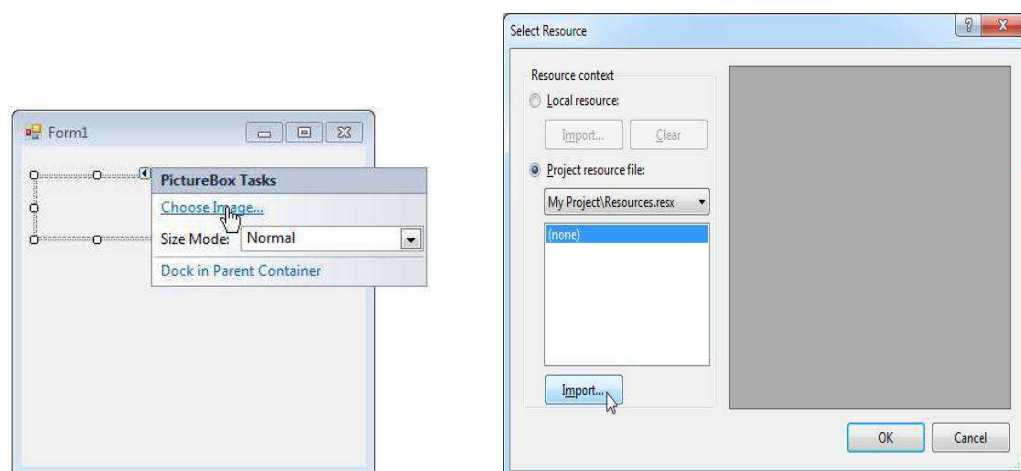 Form1
PictureBox Tasks
Choose Image...
Size Mode: Normal
Dock in Parent Container
Select Resource
Resource context
Local resource:
Import... Clear
Project resource file:
My Project\Resources.resx
(none)
Import...
OK Cancel